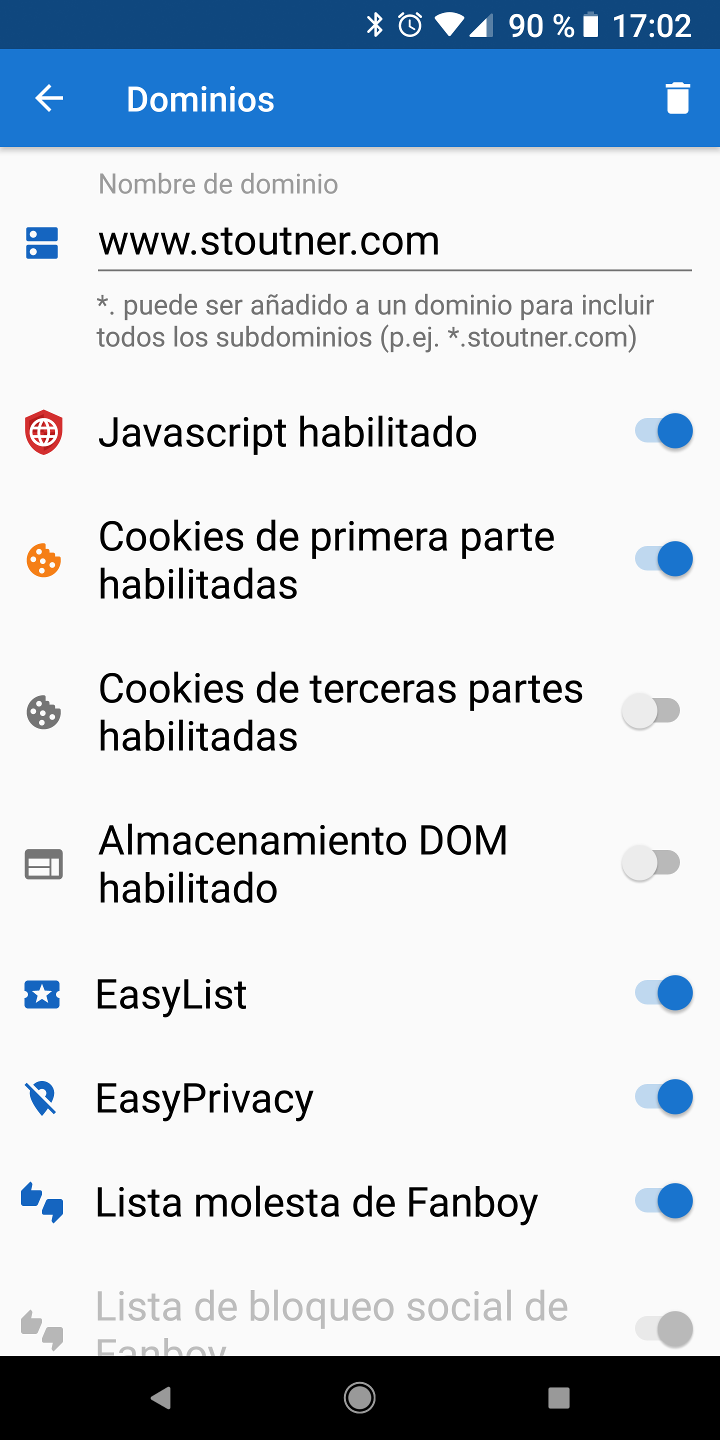 90 % 17:02
Dominios
Nombre de dominio
www.stoutner.com
*. puede ser añadido a un dominio para incluir
todos los subdominios (p.ej. *.stoutner.com)
Javascript habilitado
Cookies de primera parte
habilitadas
Cookies de terceras partes
habilitadas
Almacenamiento DOM
habilitado
EasyList
EasyPrivacy
Lista molesta de Fanboy
Lista de bloqueo social de
Fanboy